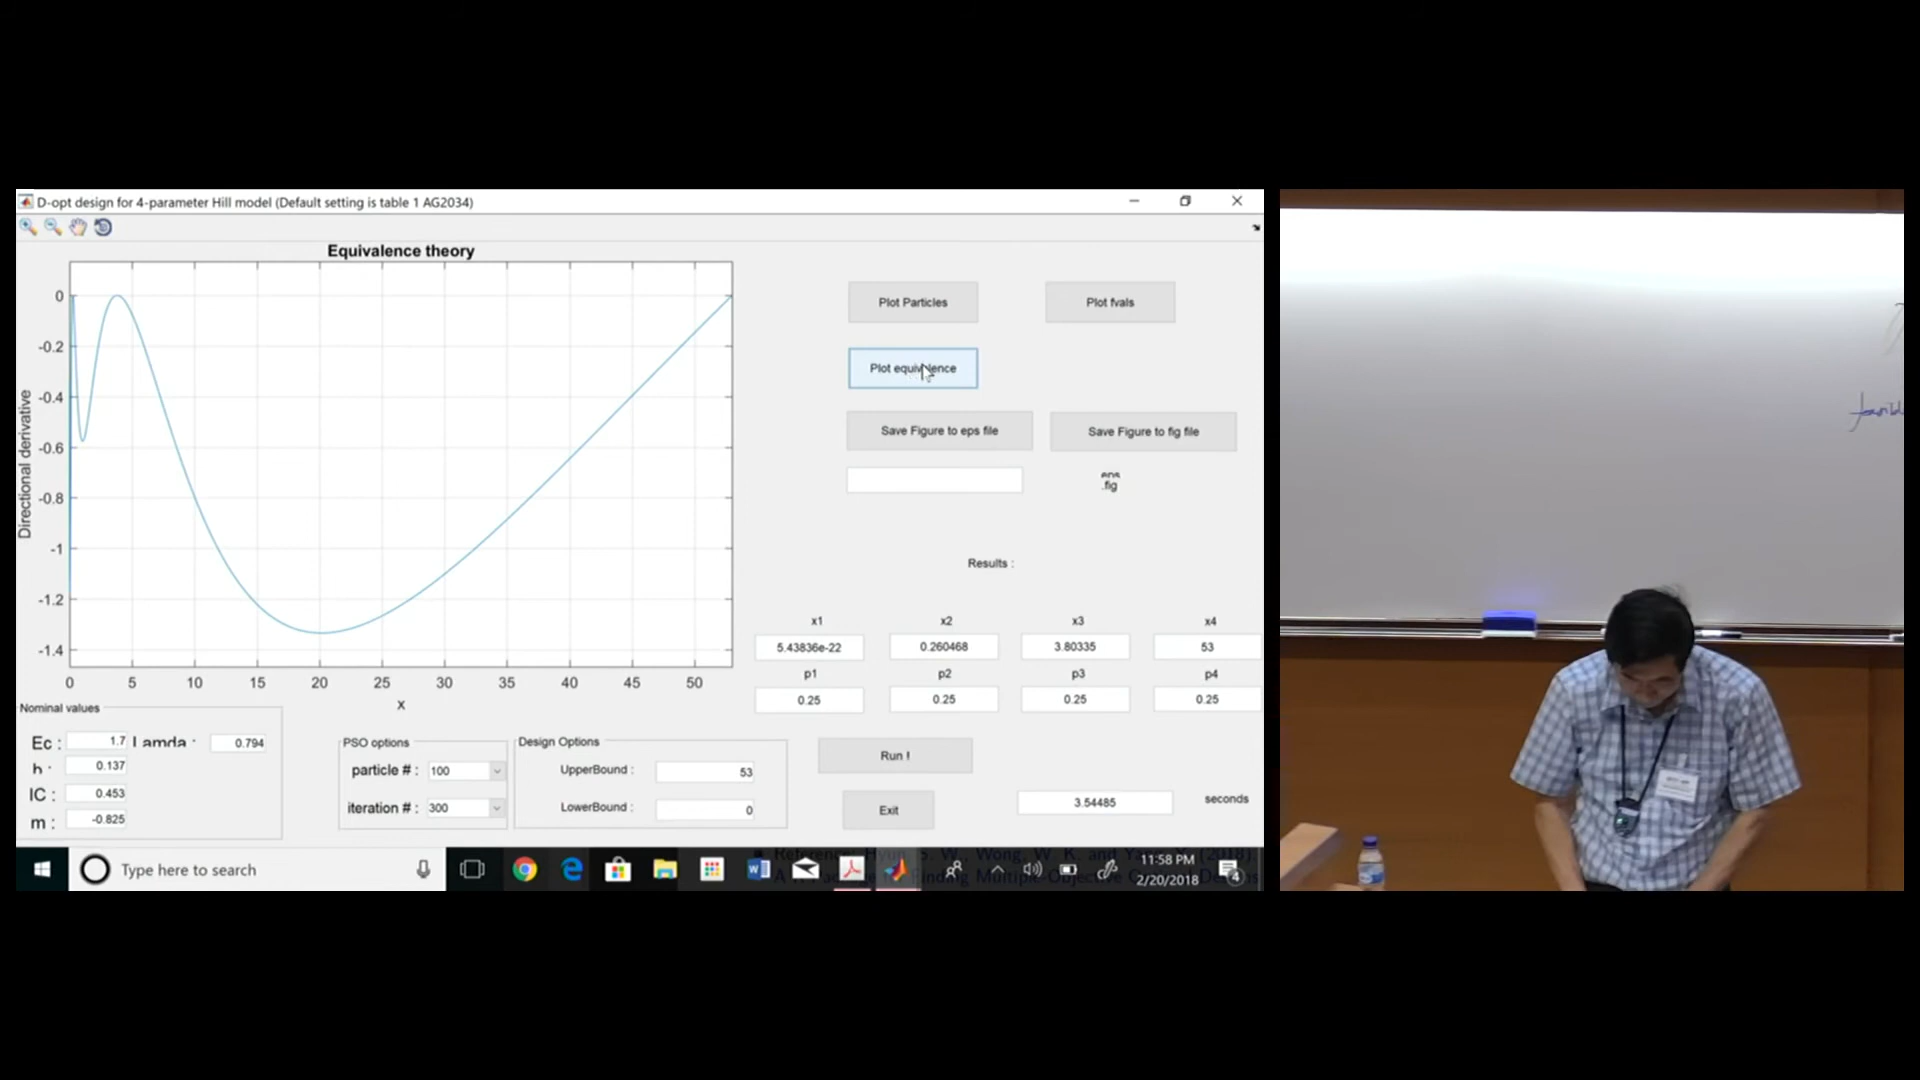 D-opt design for 4-parameter Hill model (Default setting is table 1 AG2034)
Equivalence theory
Directional derivative
0
-0.2
-0.4
-0.6
-0.8
-1
-1.2
-1.4
0 5 10 15 20 25 30 35 40 45 50
X
Plot Particles Plot fvals
Plot equivalence
Save Figure to eps file Save Figure to fig file
.fig
Results :
x1 x2 x3 x4
5.43836e-22 0.260468 3.80335 53
p1 p2 p3 p4
0.25 0.25 0.25 0.25
Nominal values
Ec : 1.7 Lamda : 0.794
b : 0.137
IC : 0.453
m : -0.825
PSO options
particle # : 100
iteration # : 300
Design Options
UpperBound : 53
LowerBound : 0
Run !
Exit
3.54485 seconds
Type here to search
11:58 PM
2/20/2018
4